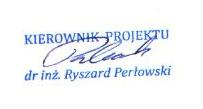 KIEROWNIK PROJEKTU
dr inż. Ryszard Perłowski